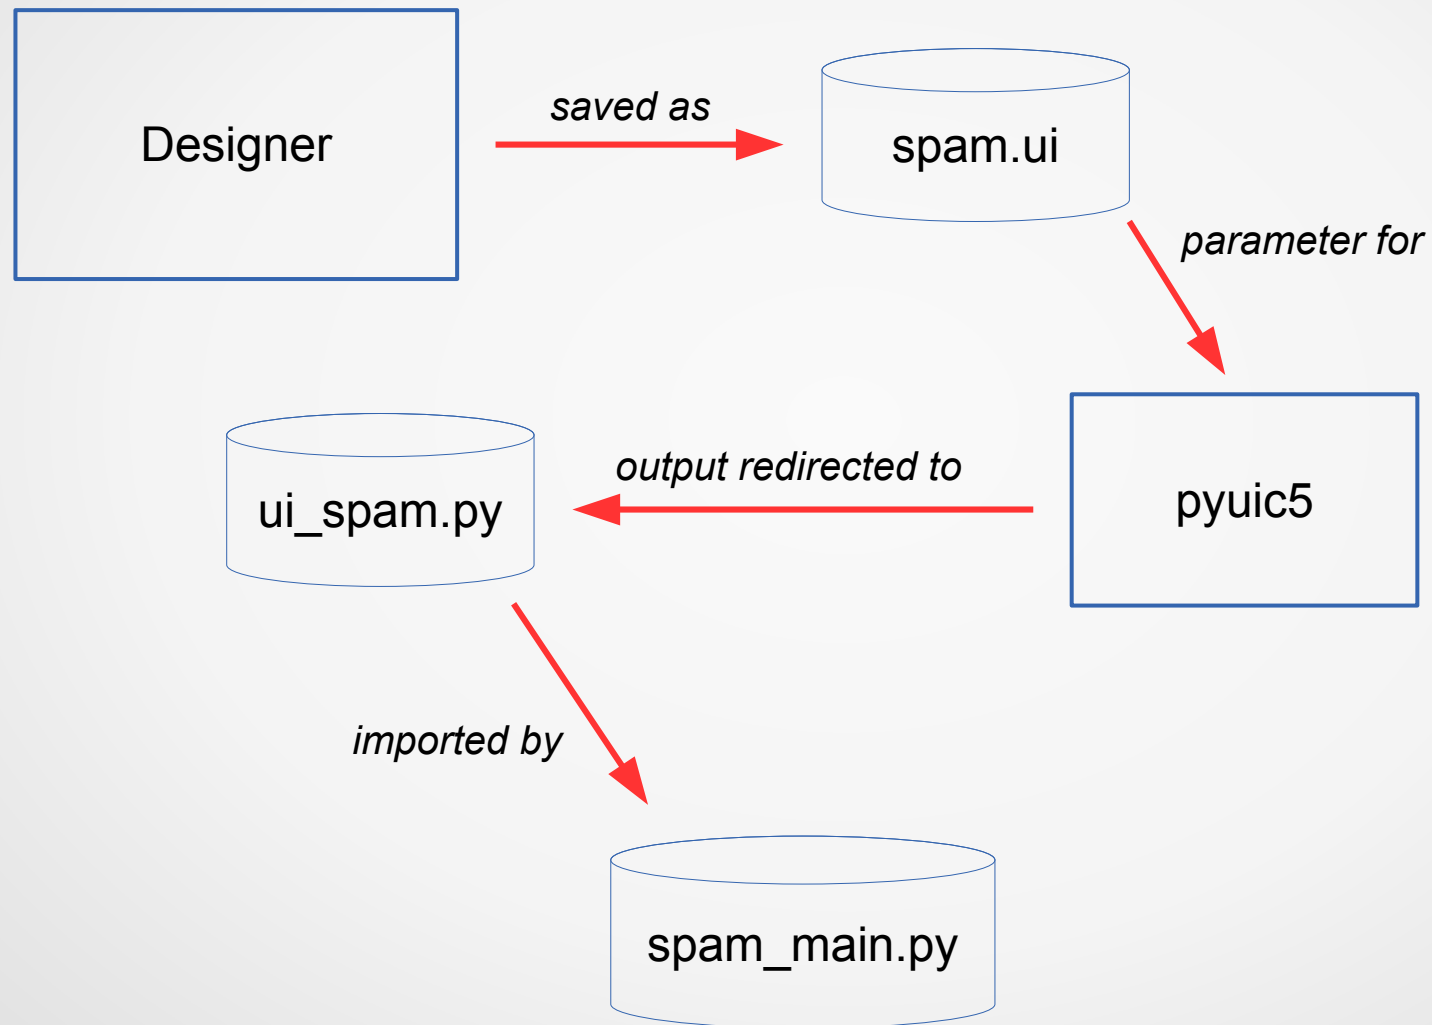 Designer
saved as
spam.ui
parameter for
pyuic5
output redirected to
ui_spam.py
imported by
spam_main.py